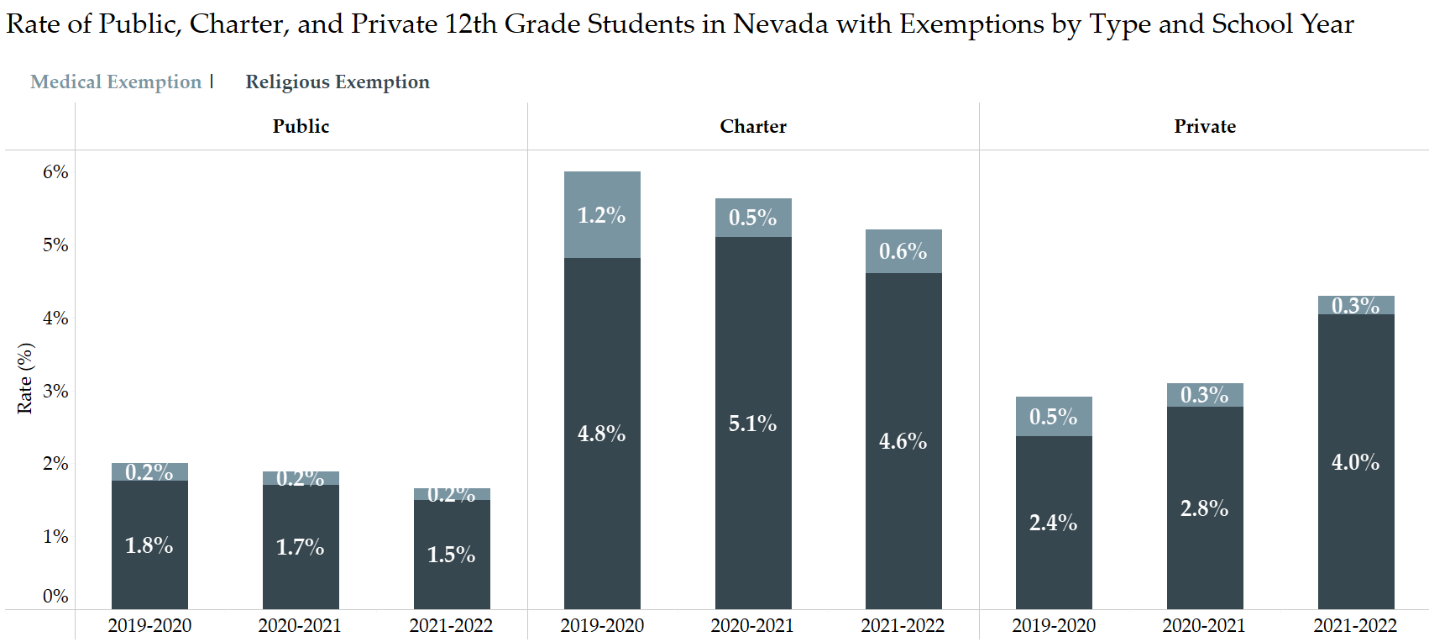 Rate of Public, Charter, and Private 12th Grade Students in Nevada with Exemptions by Type and School Year
Medical Exemption | Religious Exemption
Public Charter Private
6%
5%
4%
3%
2%
1%
0%
Rate (%)
0.2% 0.2% 0.2%
1.8% 1.7% 1.5%
1.2% 0.5% 0.6%
4.8% 5.1% 4.6%
0.5% 0.3% 0.3%
2.4% 2.8% 4.0%
2019-2020 2020-2021 2021-2022 2019-2020 2020-2021 2021-2022 2019-2020 2020-2021 2021-2022